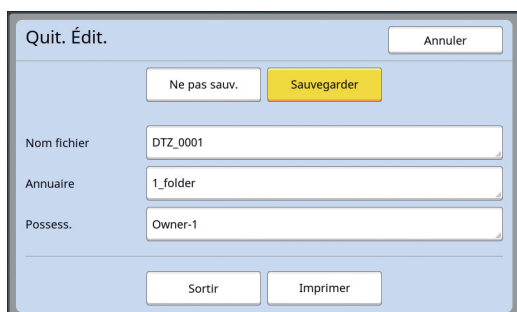 Quit. Édit.
Annuler
Ne pas sauv.
Sauvegarder
Nom fichier
DTZ_0001
Annuaire
1_folder
Possess.
Owner-1
Sortir
Imprimer